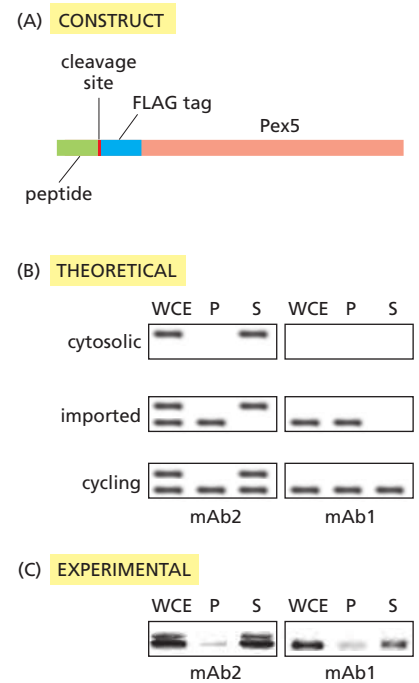 (A) CONSTRUCT
cleavage
site
FLAG tag
Pex5
peptide
(B) THEORETICAL
WCE P S WCE P S
cytosolic
imported
cycling
mAb2 mAb1
(C) EXPERIMENTAL
WCE P S WCE P S
mAb2 mAb1